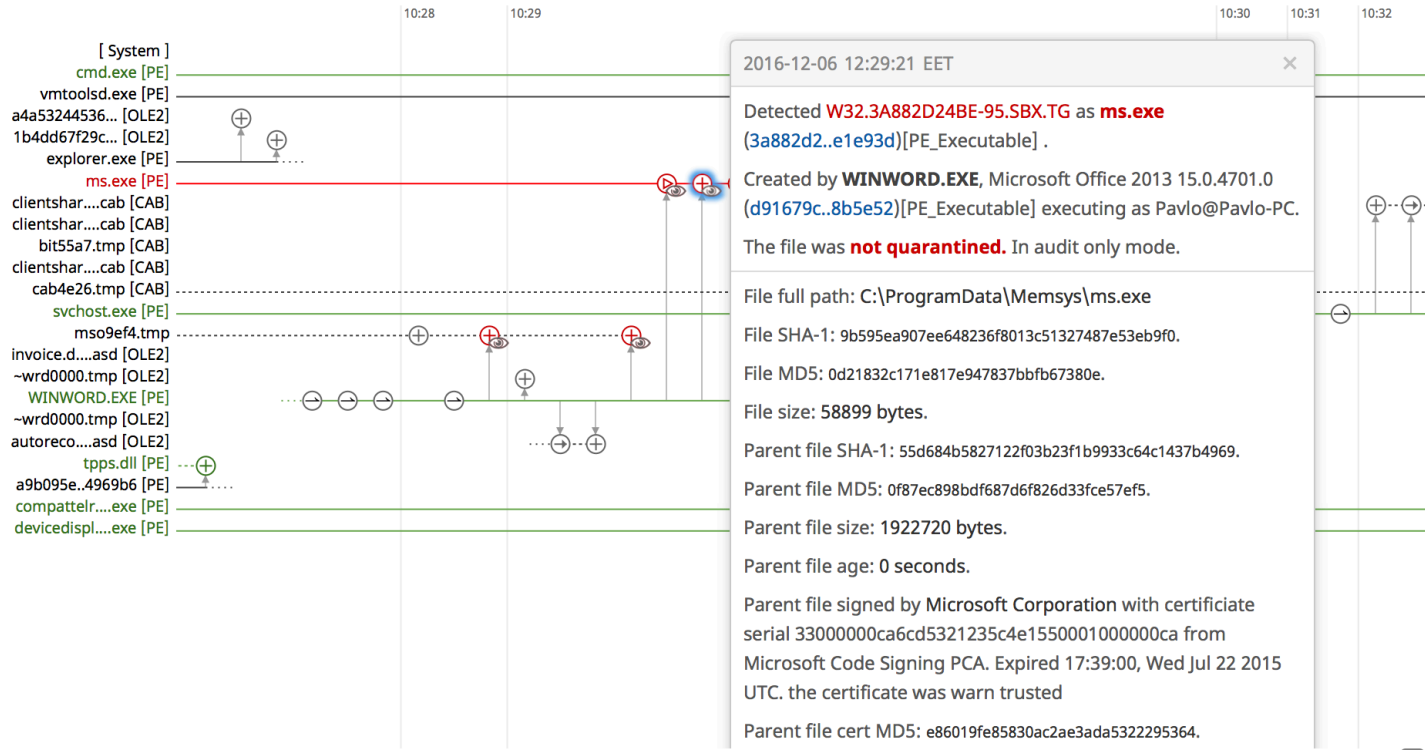 10:28
10:29
10:30
10:31
10:32
[ System ]
cmd.exe [PE]
vmtoolsd.exe [PE]
a4a53244536... [OLE2]
1b4dd67f29c... [OLE2]
explorer.exe [PE]
ms.exe [PE]
clientshar....cab [CAB]
clientshar....cab [CAB]
bit55a7.tmp [CAB]
clientshar....cab [CAB]
cab4e26.tmp [CAB]
svchost.exe [PE]
mso9ef4.tmp
invoice.d....asd [OLE2]
~wrd0000.tmp [OLE2]
WINWORD.EXE [PE]
~wrd0000.tmp [OLE2]
autoreco....asd [OLE2]
tpps.dll [PE]
a9b095e..4969b6 [PE]
compattelr....exe [PE]
devicedispl....exe [PE]
2016-12-06 12:29:21 EET
Detected W32.3A882D24BE-95.SBX.TG as ms.exe
(3a882d2..e1e93d)[PE_Executable] .
Created by WINWORD.EXE, Microsoft Office 2013 15.0.4701.0
(d91679c..8b5e52)[PE_Executable] executing as Pavlo@Pavlo-PC.
The file was not quarantined. In audit only mode.
File full path: C:\ProgramData\Memsys\ms.exe
File SHA-1: 9b595ea907ee648236f8013c51327487e53eb9f0.
File MD5: 0d21832c171e817e947837bbfb67380e.
File size: 58899 bytes.
Parent file SHA-1: 55d684b5827122f03b23f1b9933c64c1437b4969.
Parent file MD5: 0f87ec898bdf687d6f826d33fce57ef5.
Parent file size: 1922720 bytes.
Parent file age: 0 seconds.
Parent file signed by Microsoft Corporation with certificiate
serial 33000000ca6cd5321235c4e1550001000000ca from
Microsoft Code Signing PCA. Expired 17:39:00, Wed Jul 22 2015
UTC. the certificate was warn trusted
Parent file cert MD5: e86019fe85830ac2ae3ada5322295364.